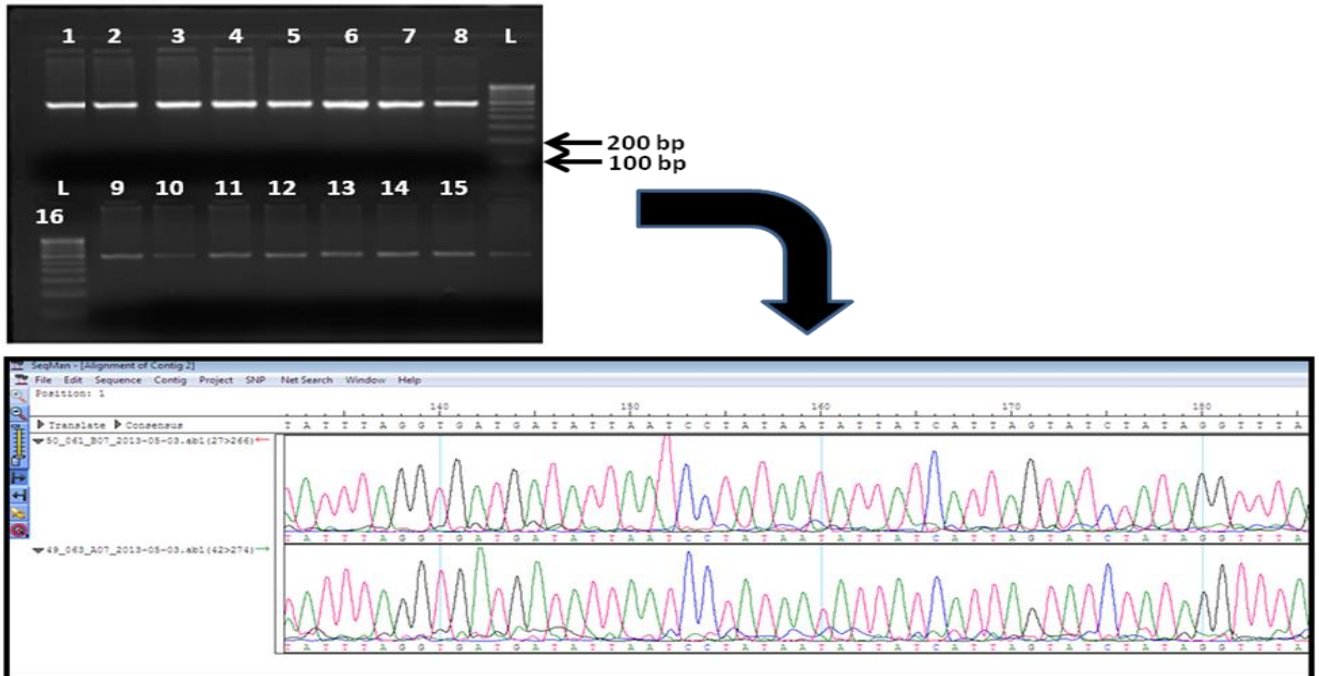 1 2 3 4 5 6 7 8 L
200 bp
100 bp
L 9 10 11 12 13 14 15
16
SeqMan - [Alignment of Contig 2]
File Edit Sequence Contig Project SNP Net Search Window Help
Position: 1
140 150 160 170 180
Translate Consensus T A T T T A G G T G A T G A T A T T A A T C C T A T A A T A T T A T C A T T A G T A T C T A T A G G T T T A
50_061_B07_2013-05-03.ab1(27>266)
T A T T T A G G T G A T G A T A T T A A T C C T A T A A T A T T A T C A T T A G T A T C T A T A G G T T T A
49_063_A07_2013-05-03.ab1(42>274)
T A T T T A G G T G A T G A T A T T A A T C C T A T A A T A T T A T C A T T A G T A T C T A T A G G T T T A